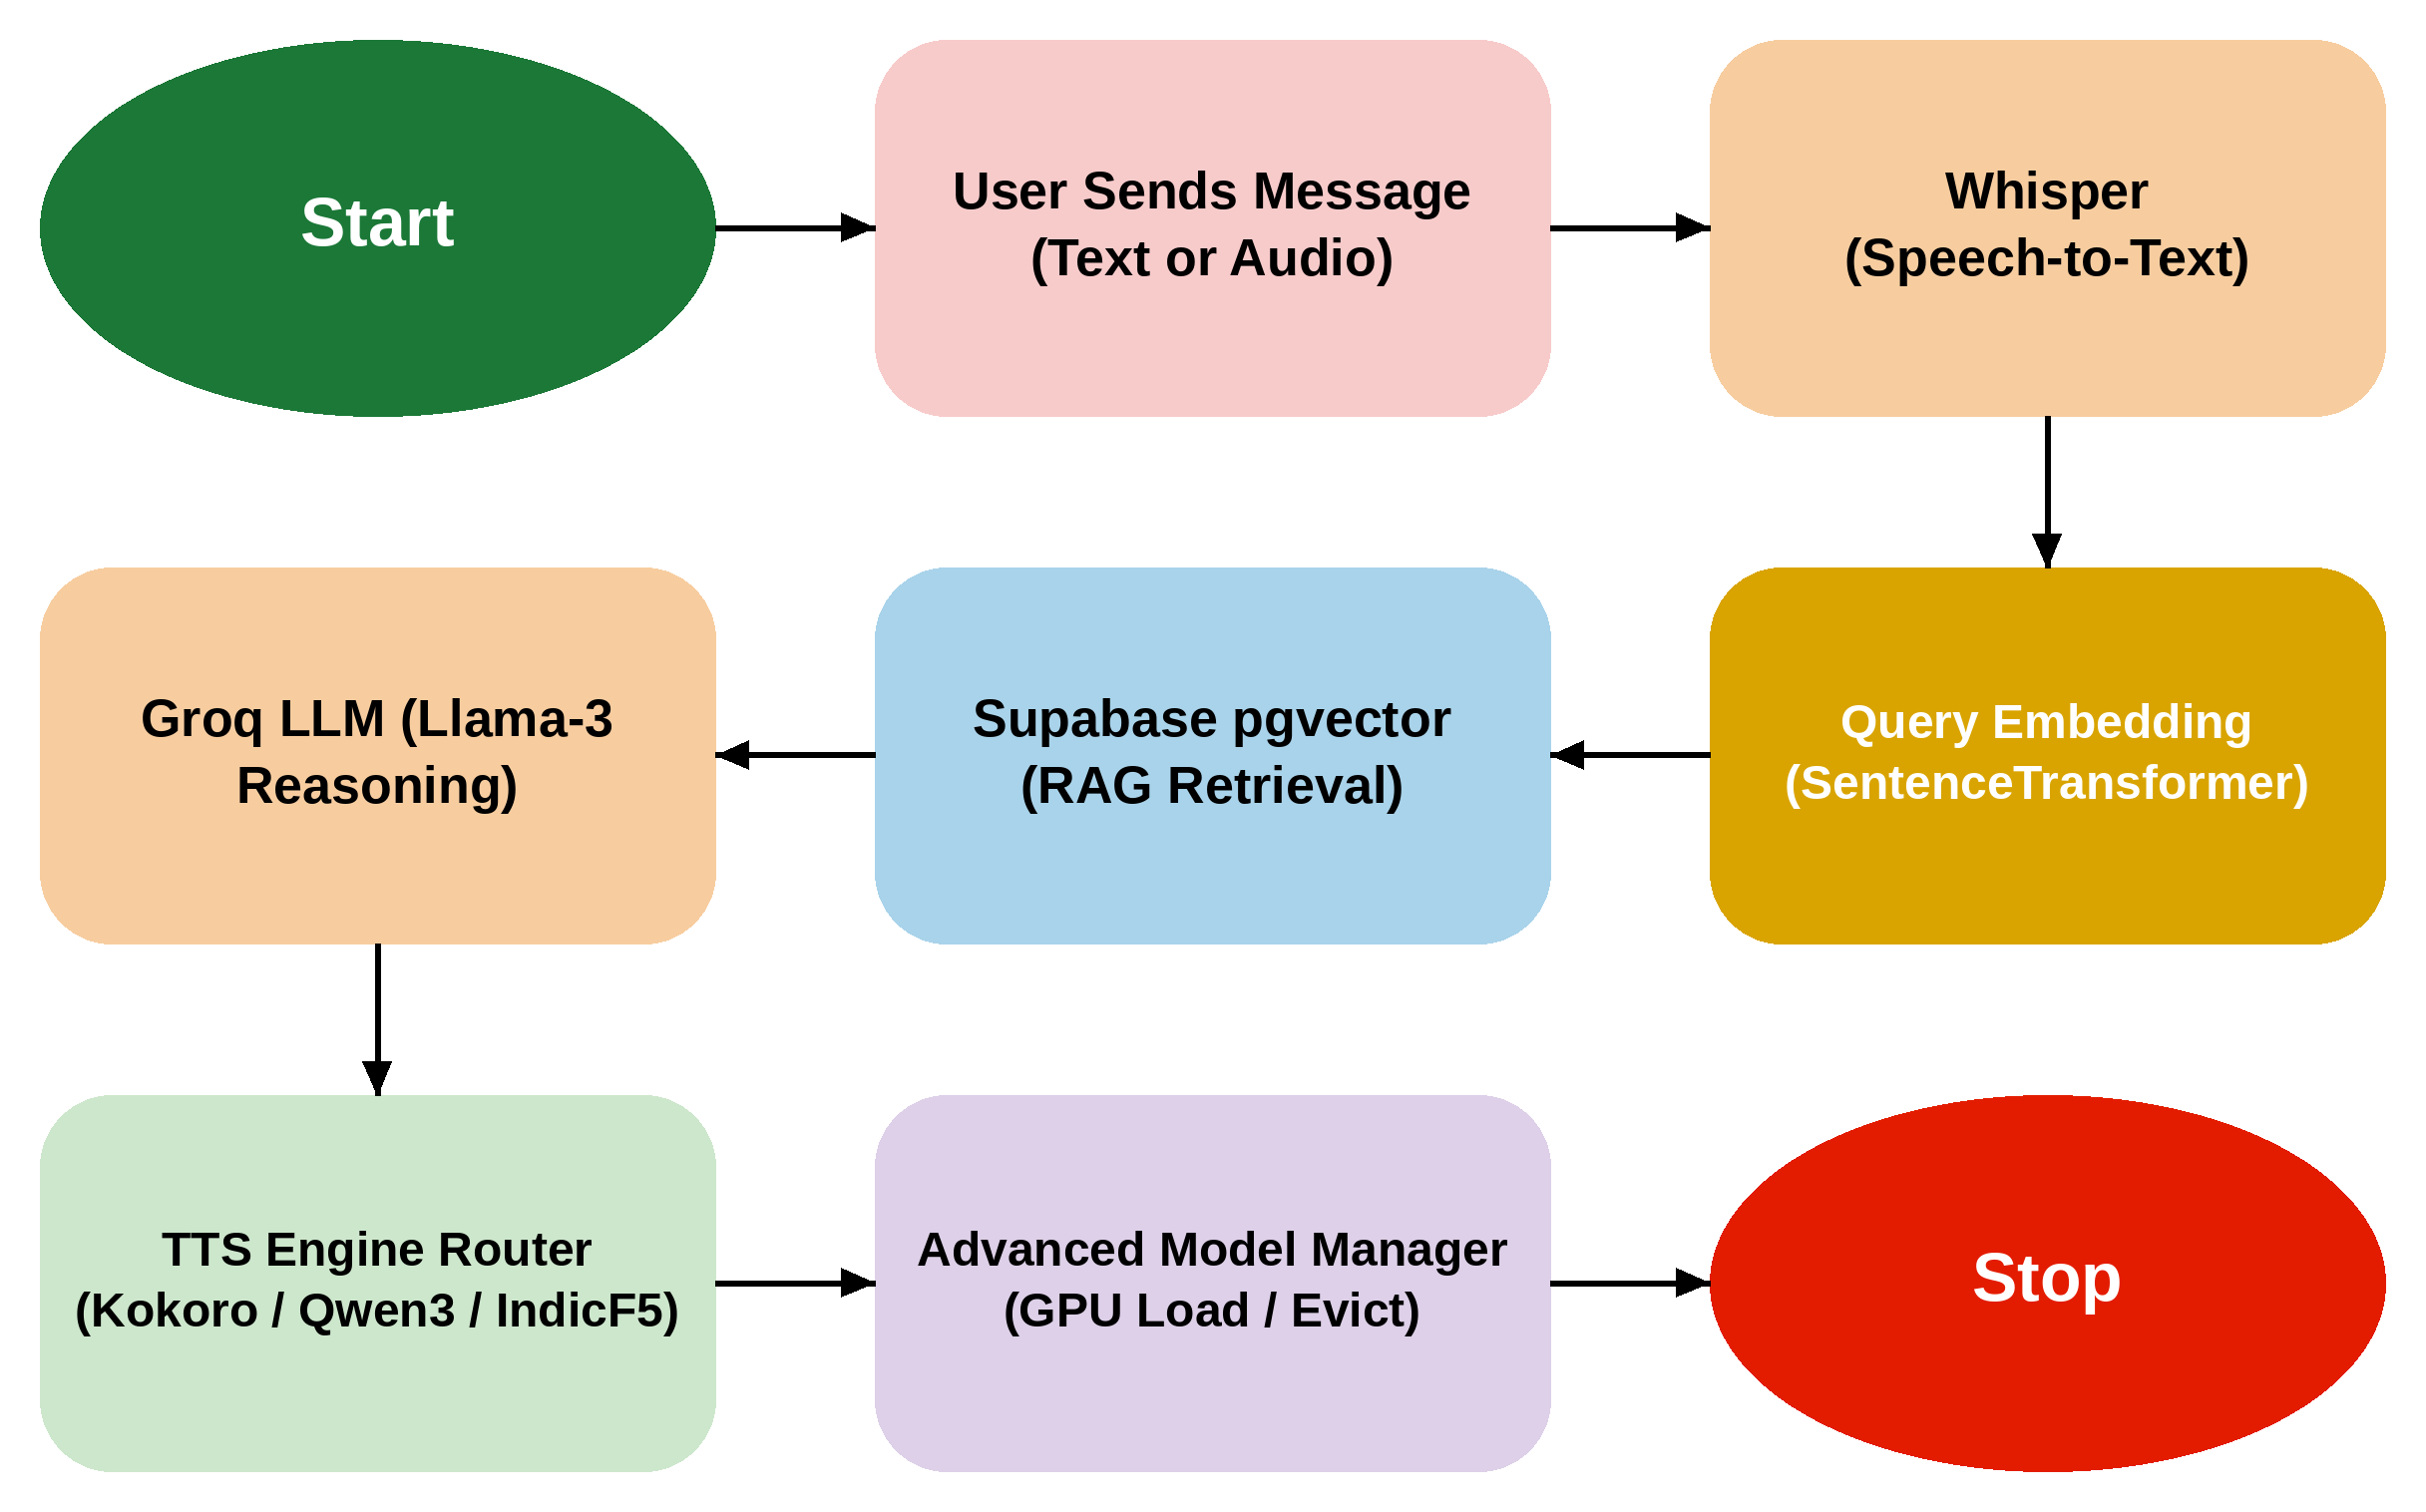 Start
User Sends Message
(Text or Audio)
Whisper
(Speech-to-Text)
Query Embedding
(SentenceTransformer)
Supabase pgvector
(RAG Retrieval)
Groq LLM (Llama-3
Reasoning)
TTS Engine Router
(Kokoro / Qwen3 / IndicF5)
Advanced Model Manager
(GPU Load / Evict)
Stop